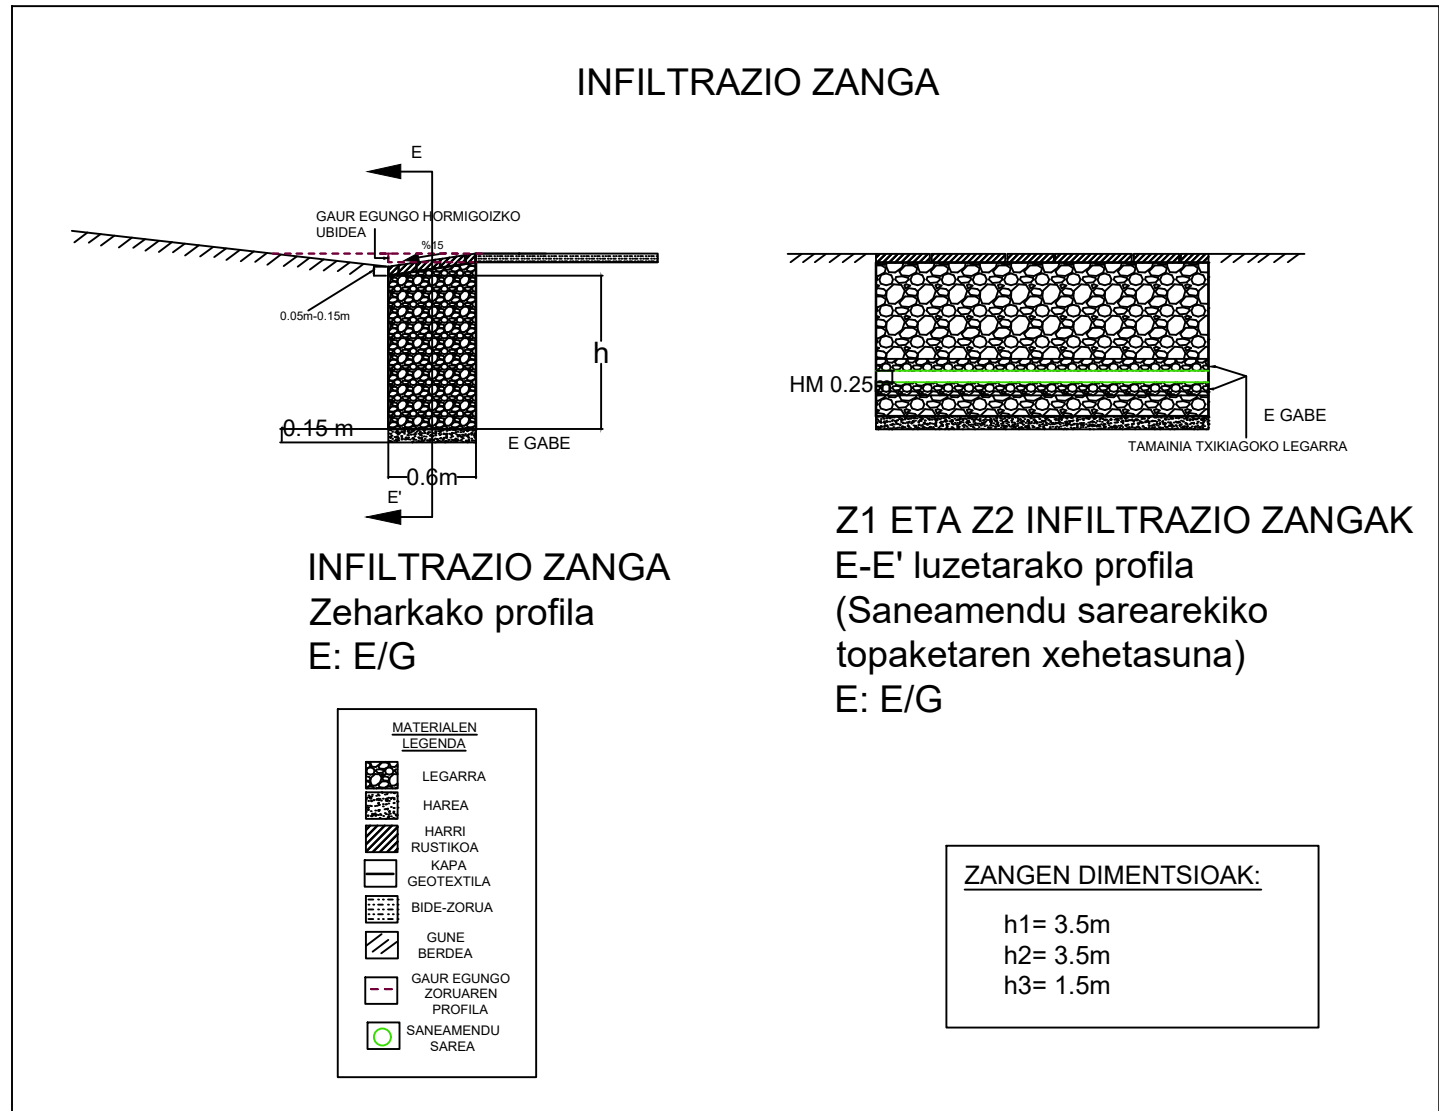 INFILTRAZIO ZANGA
E
GAUR EGUNGO HORMIGOIZKO
UBIDEA
%15
0.05m-0.15m
h
0.15 m
E GABE
0.6m
E'
INFILTRAZIO ZANGA
Zeharkako profila
E: E/G
HM 0.25m
E GABE
TAMAINIA TXIKIAGOKO LEGARRA
Z1 ETA Z2 INFILTRAZIO ZANGAK
E-E' luzetarako profila
(Saneamendu sarearekiko
topaketaren xehetasuna)
E: E/G
MATERIALEN
LEGENDA
LEGARRA
HAREA
HARRI
RUSTIKOA
KAPA
GEOTEXTILA
BIDE-ZORUA
GUNE
BERDEA
GAUR EGUNGO
ZORUAREN
PROFILA
SANEAMENDU
SAREA
ZANGEN DIMENTSIOAK:
h1= 3.5m
h2= 3.5m
h3= 1.5m